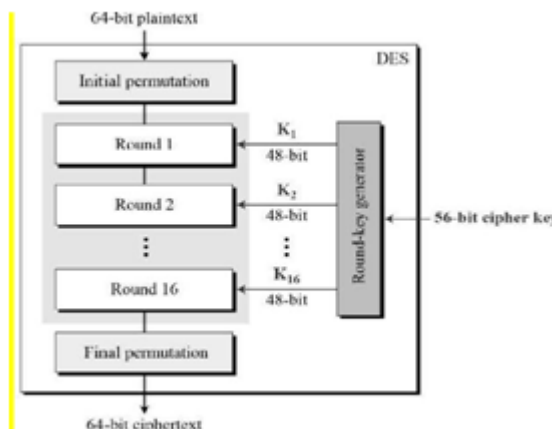 64-bit plaintext
DES
Initial permutation
Round 1
K1
48-bit
Round 2
K2
48-bit
Round-key generator
56-bit cipher key
Round 16
K16
48-bit
Final permutation
64-bit ciphertext